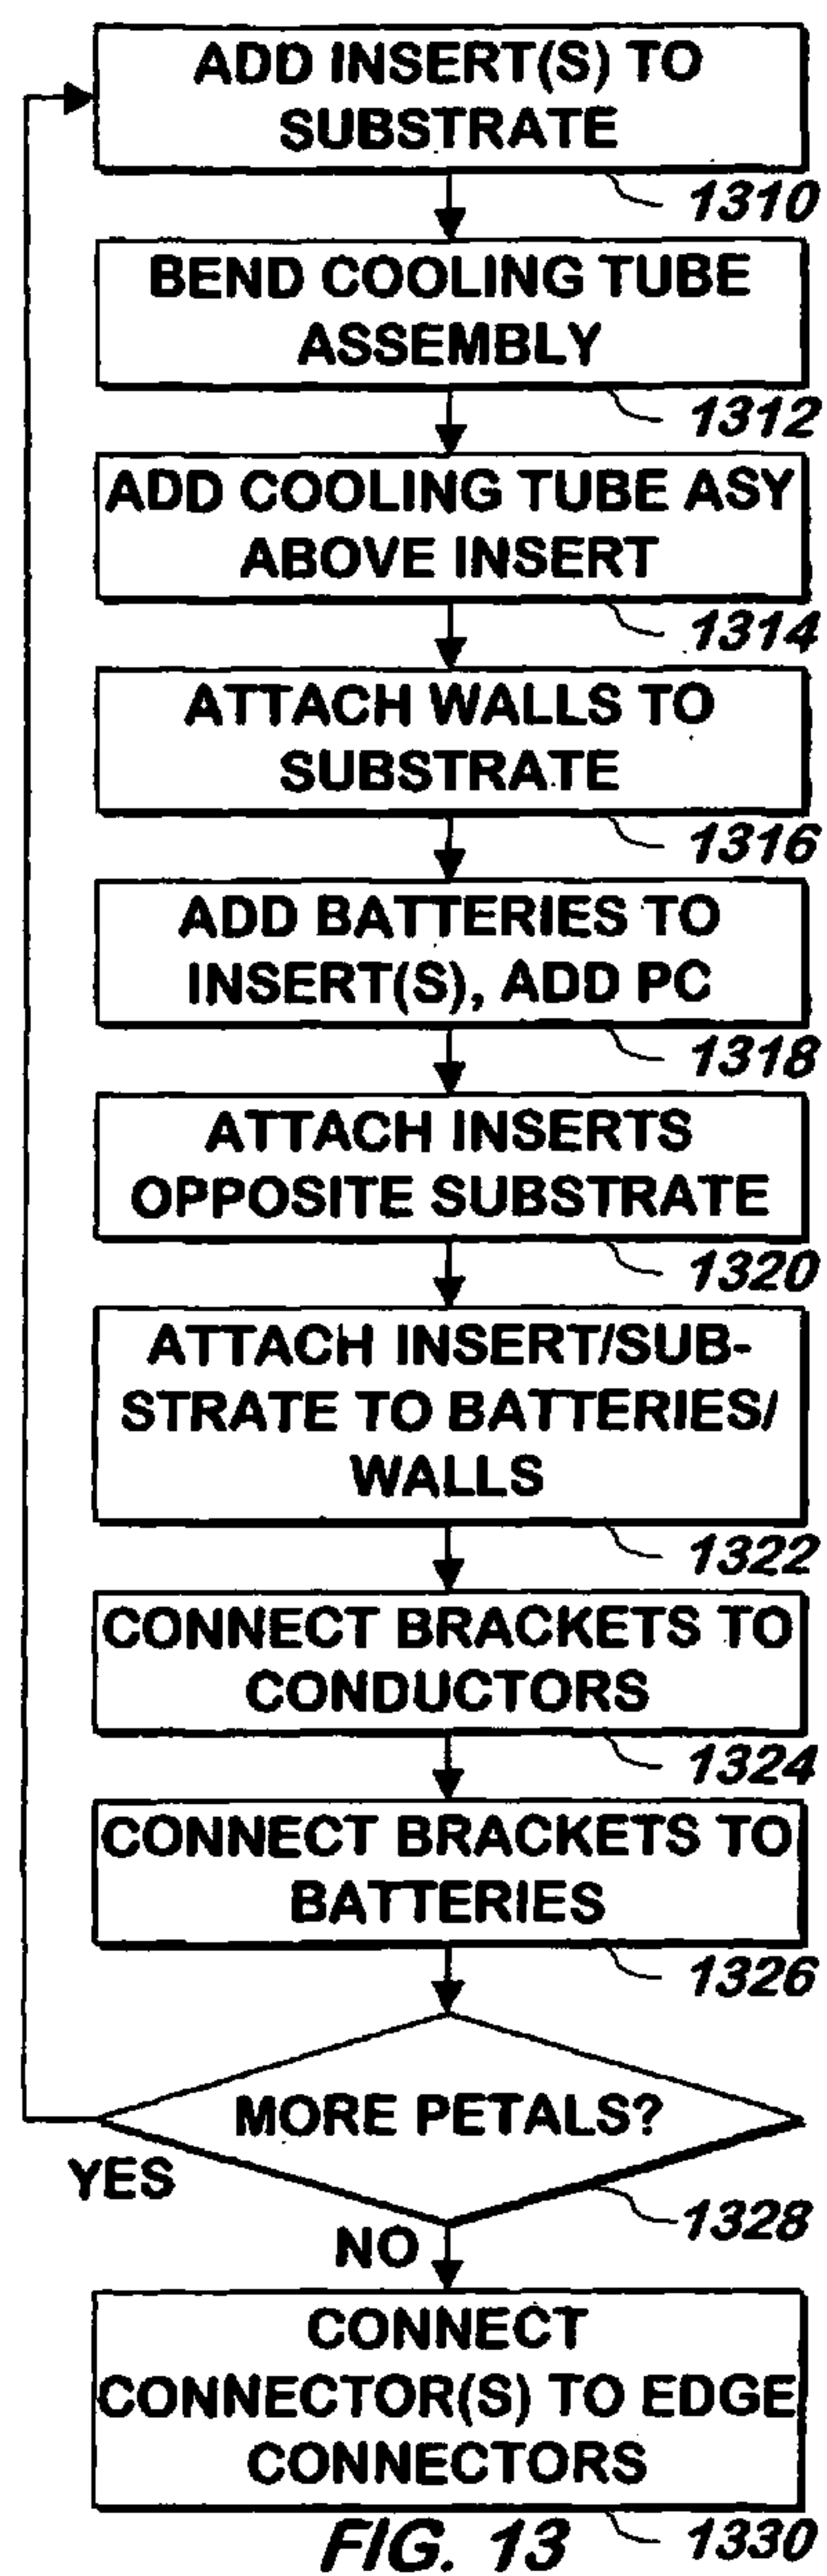 ADD INSERT(S) TO
SUBSTRATE
1310
BEND COOLING TUBE
ASSEMBLY
1312
ADD COOLING TUBE ASY
ABOVE INSERT
1314
ATTACH WALLS TO
SUBSTRATE
1316
ADD BATTERIES TO
INSERT(S), ADD PC
1318
ATTACH INSERTS
OPPOSITE SUBSTRATE
1320
ATTACH INSERT/SUB-
STRATE TO BATTERIES/
WALLS
1322
CONNECT BRACKETS TO
CONDUCTORS
1324
CONNECT BRACKETS TO
BATTERIES
1326
MORE PETALS?
YES
1328
NO
CONNECT
CONNECTOR(S) TO EDGE
CONNECTORS
1330
FIG. 13